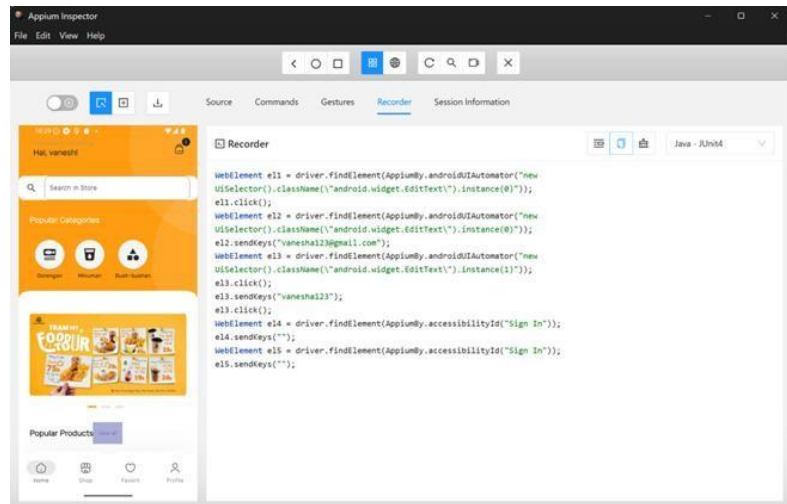 Appium Inspector
File Edit View Help
Source Commands Gestures Recorder Session Information
Hai, vanesh!
Search in Store
Popular Categories
Gorengan Minuman Buah-buahan
TRAM HI
FOODUR
TOUR
Popular Products
Home Shop Favorit Profile
Recorder
Java - JUnit4
WebElement el1 = driver.findElement(AppiumBy.androidUIAutomator("new
UiSelector().className(\"android.widget.EditText\").instance(0)"));
el1.click();
WebElement el2 = driver.findElement(AppiumBy.androidUIAutomator("new
UiSelector().className(\"android.widget.EditText\").instance(0)"));
el2.sendKeys("vanesha123@gmail.com");
WebElement el3 = driver.findElement(AppiumBy.androidUIAutomator("new
UiSelector().className(\"android.widget.EditText\").instance(1)"));
el3.click();
el3.sendKeys("vanesha123");
el3.click();
WebElement el4 = driver.findElement(AppiumBy.accessibilityId("Sign In"));
el4.sendKeys("");
WebElement el5 = driver.findElement(AppiumBy.accessibilityId("Sign In"));
el5.sendKeys("");